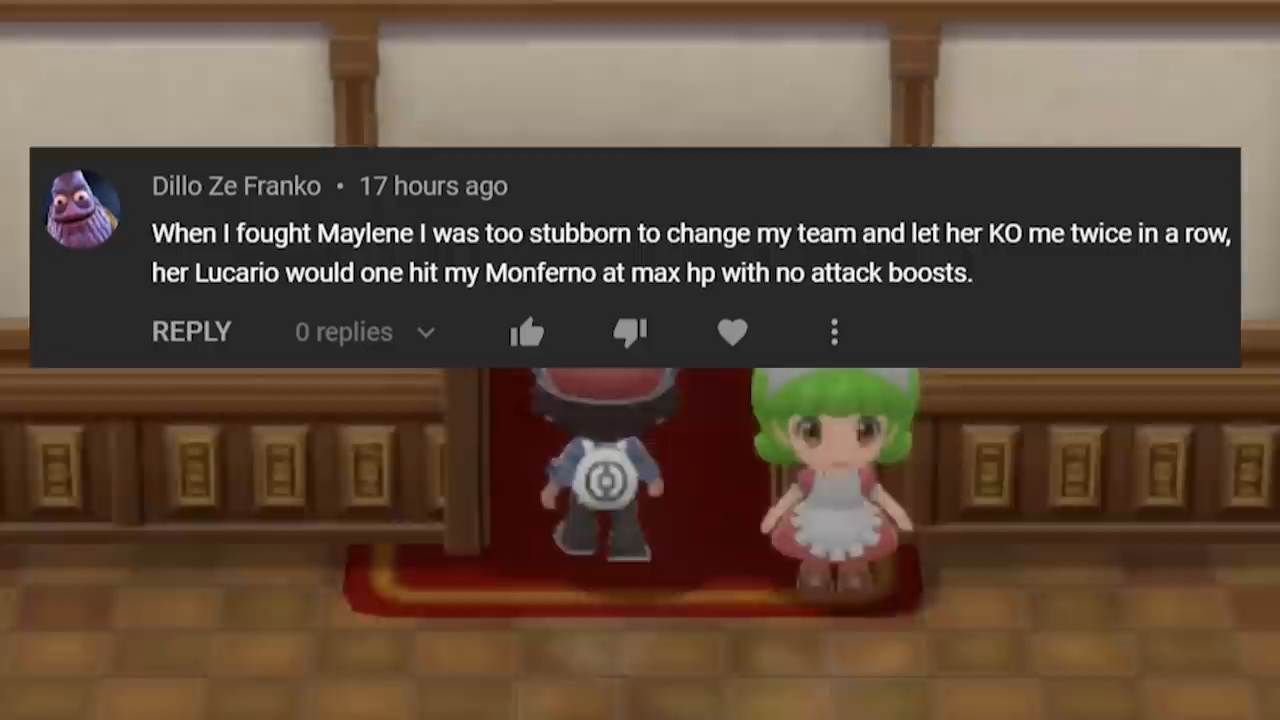 Dillo Ze Franko • 17 hours ago
When I fought Maylene I was too stubborn to change my team and let her KO me twice in a row,
her Lucario would one hit my Monferno at max hp with no attack boosts.
REPLY 0 replies